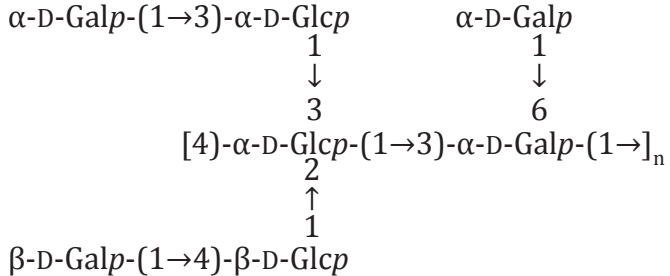 α-D-Galp-(1→3)-α-D-Glcp α-D-Galp
1 1
↓ ↓
3 6
[4)-α-D-Glcp-(1→3)-α-D-Galp-(1→]n
2
↑
1
β-D-Galp-(1→4)-β-D-Glcp